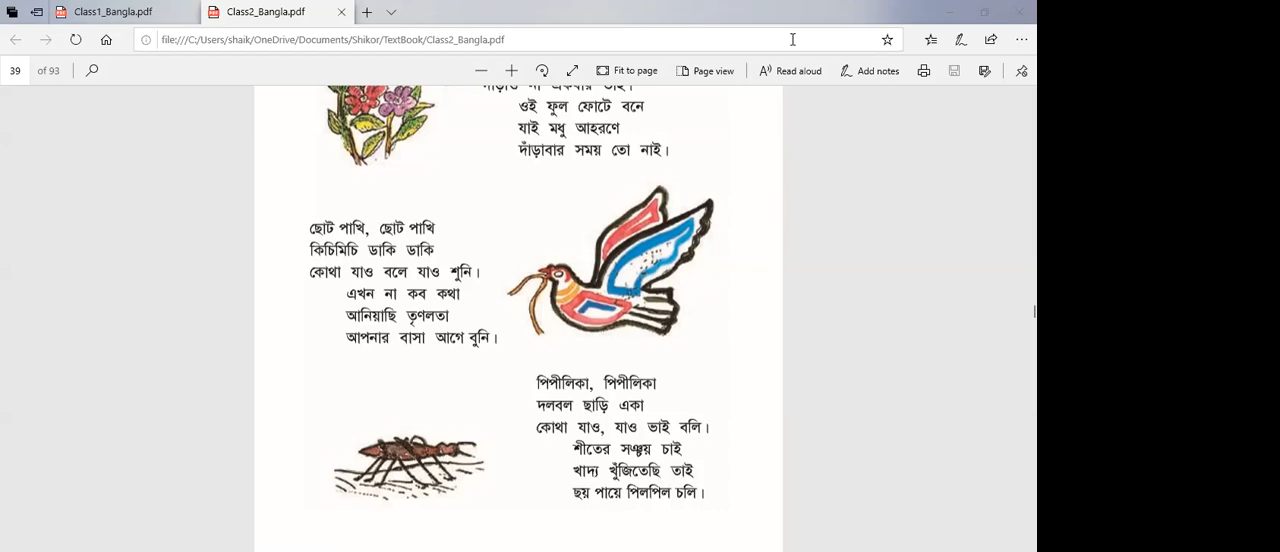 Class1_Bangla.pdf
Class2_Bangla.pdf
file:///C:/Users/shaik/OneDrive/Documents/Shikor/TextBook/Class2_Bangla.pdf
39 of 93 Fit to page Page view Read aloud Add notes
ওই ফুল ফোটে বনে
যাই মধু আহরণে
দাঁড়াবার সময় তো নাই।
ছোট পাখি, ছোট পাখি
কিচিমিচি ডাকি ডাকি
কোথা যাও বলে যাও শুনি।
এখন না কব কথা
আনিয়াছি তৃণলতা
আপনার বাসা আগে বুনি।
পিপীলিকা, পিপীলিকা
দলবল ছাড়ি একা
কোথা যাও, যাও ভাই বলি।
শীতের সঞ্চয় চাই
খাদ্য খুঁজিতেছি তাই
ছয় পায়ে পিলপিল চলি।